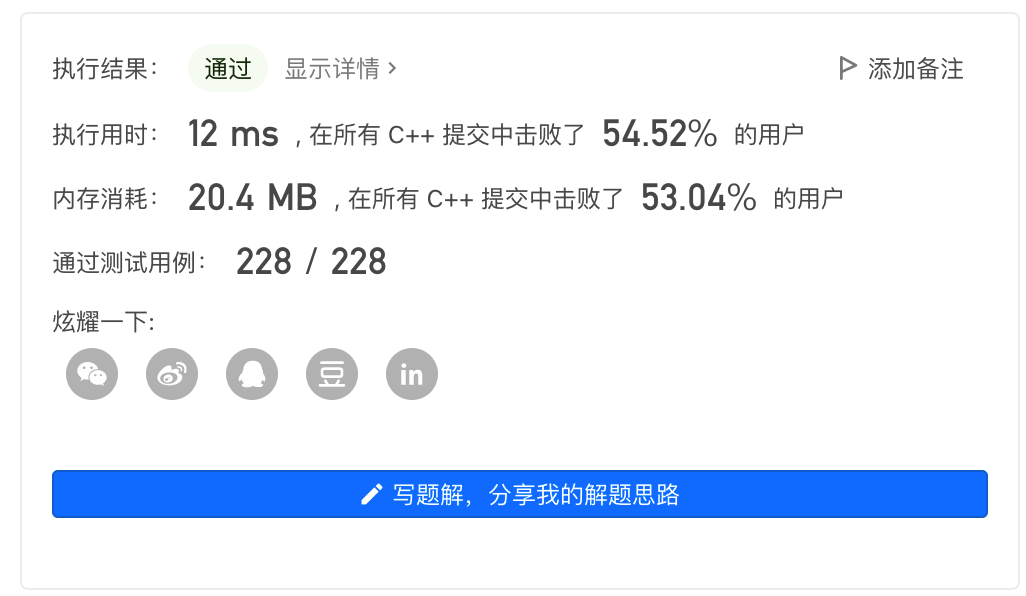 执行结果： 通过 显示详情 › 添加备注
执行用时： 12 ms , 在所有 C++ 提交中击败了 54.52% 的用户
内存消耗： 20.4 MB , 在所有 C++ 提交中击败了 53.04% 的用户
通过测试用例： 228 / 228
炫耀一下:
豆 in
写题解，分享我的解题思路